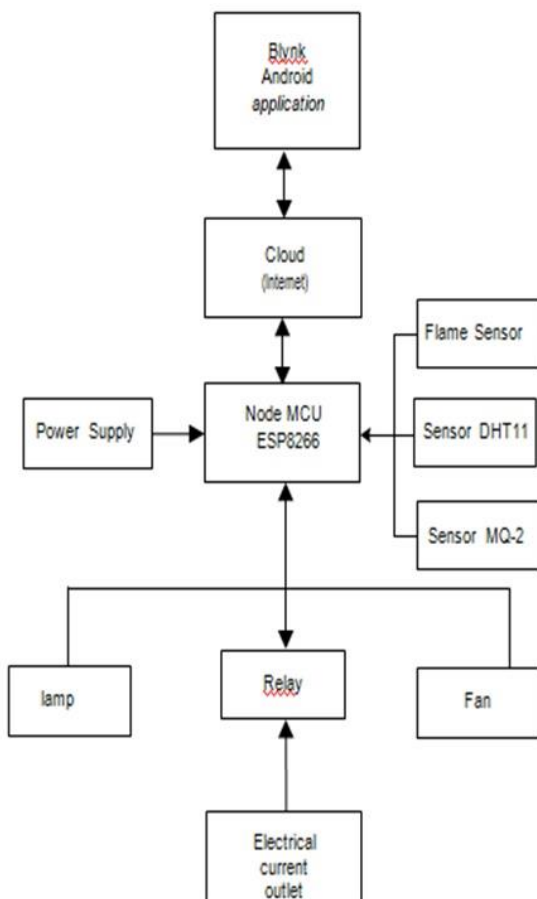 Blynk
Android
application
Cloud
(Internet)
Flame Sensor
Node MCU
ESP8266
Power Supply
Sensor DHT11
Sensor MQ-2
lamp
Relay
Fan
Electrical
current
outlet